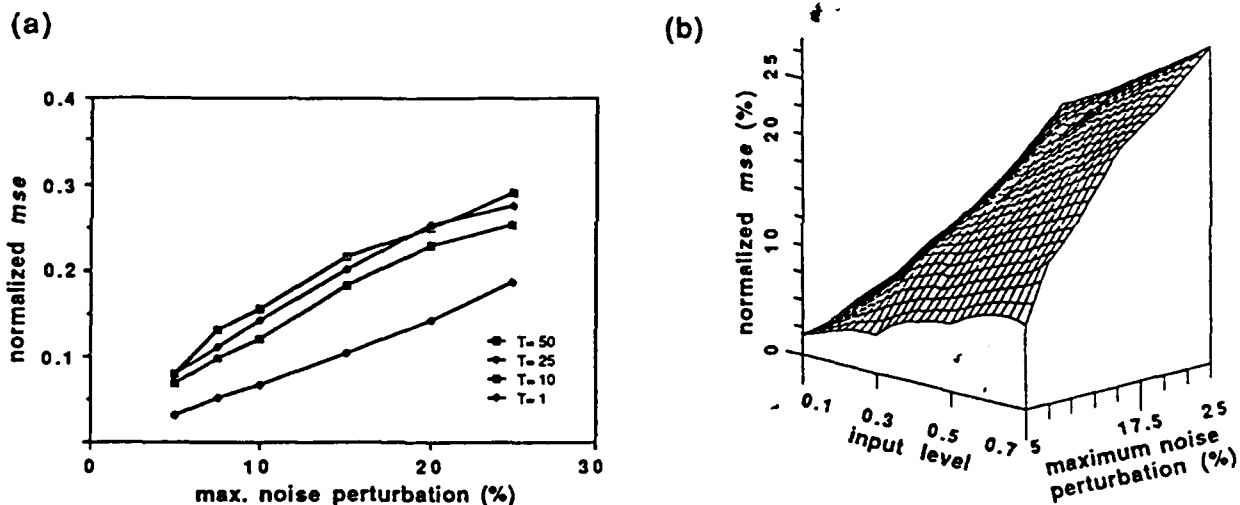 (a)
0.4
0.3
0.2
0.1
normalized mse
T= 50
T= 25
T= 10
T= 1
0 10 20 30
max. noise perturbation (%)
(b)
25
20
10
0
normalized mse (%)
0.1 0.3 0.5 0.7
input level
5 17.5 25
maximum noise
perturbation (%)